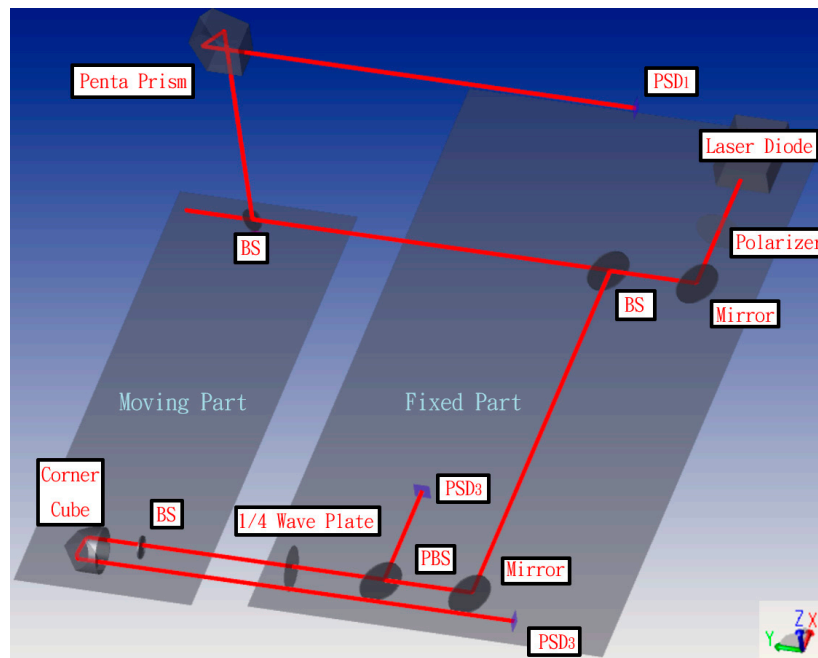 Penta Prism
PSD1
Laser Diode
BS
Polarizer
BS
Mirror
Moving Part
Fixed Part
Corner
Cube
BS
1/4 Wave Plate
PSD3
PBS
Mirror
PSD3
Z X
Y